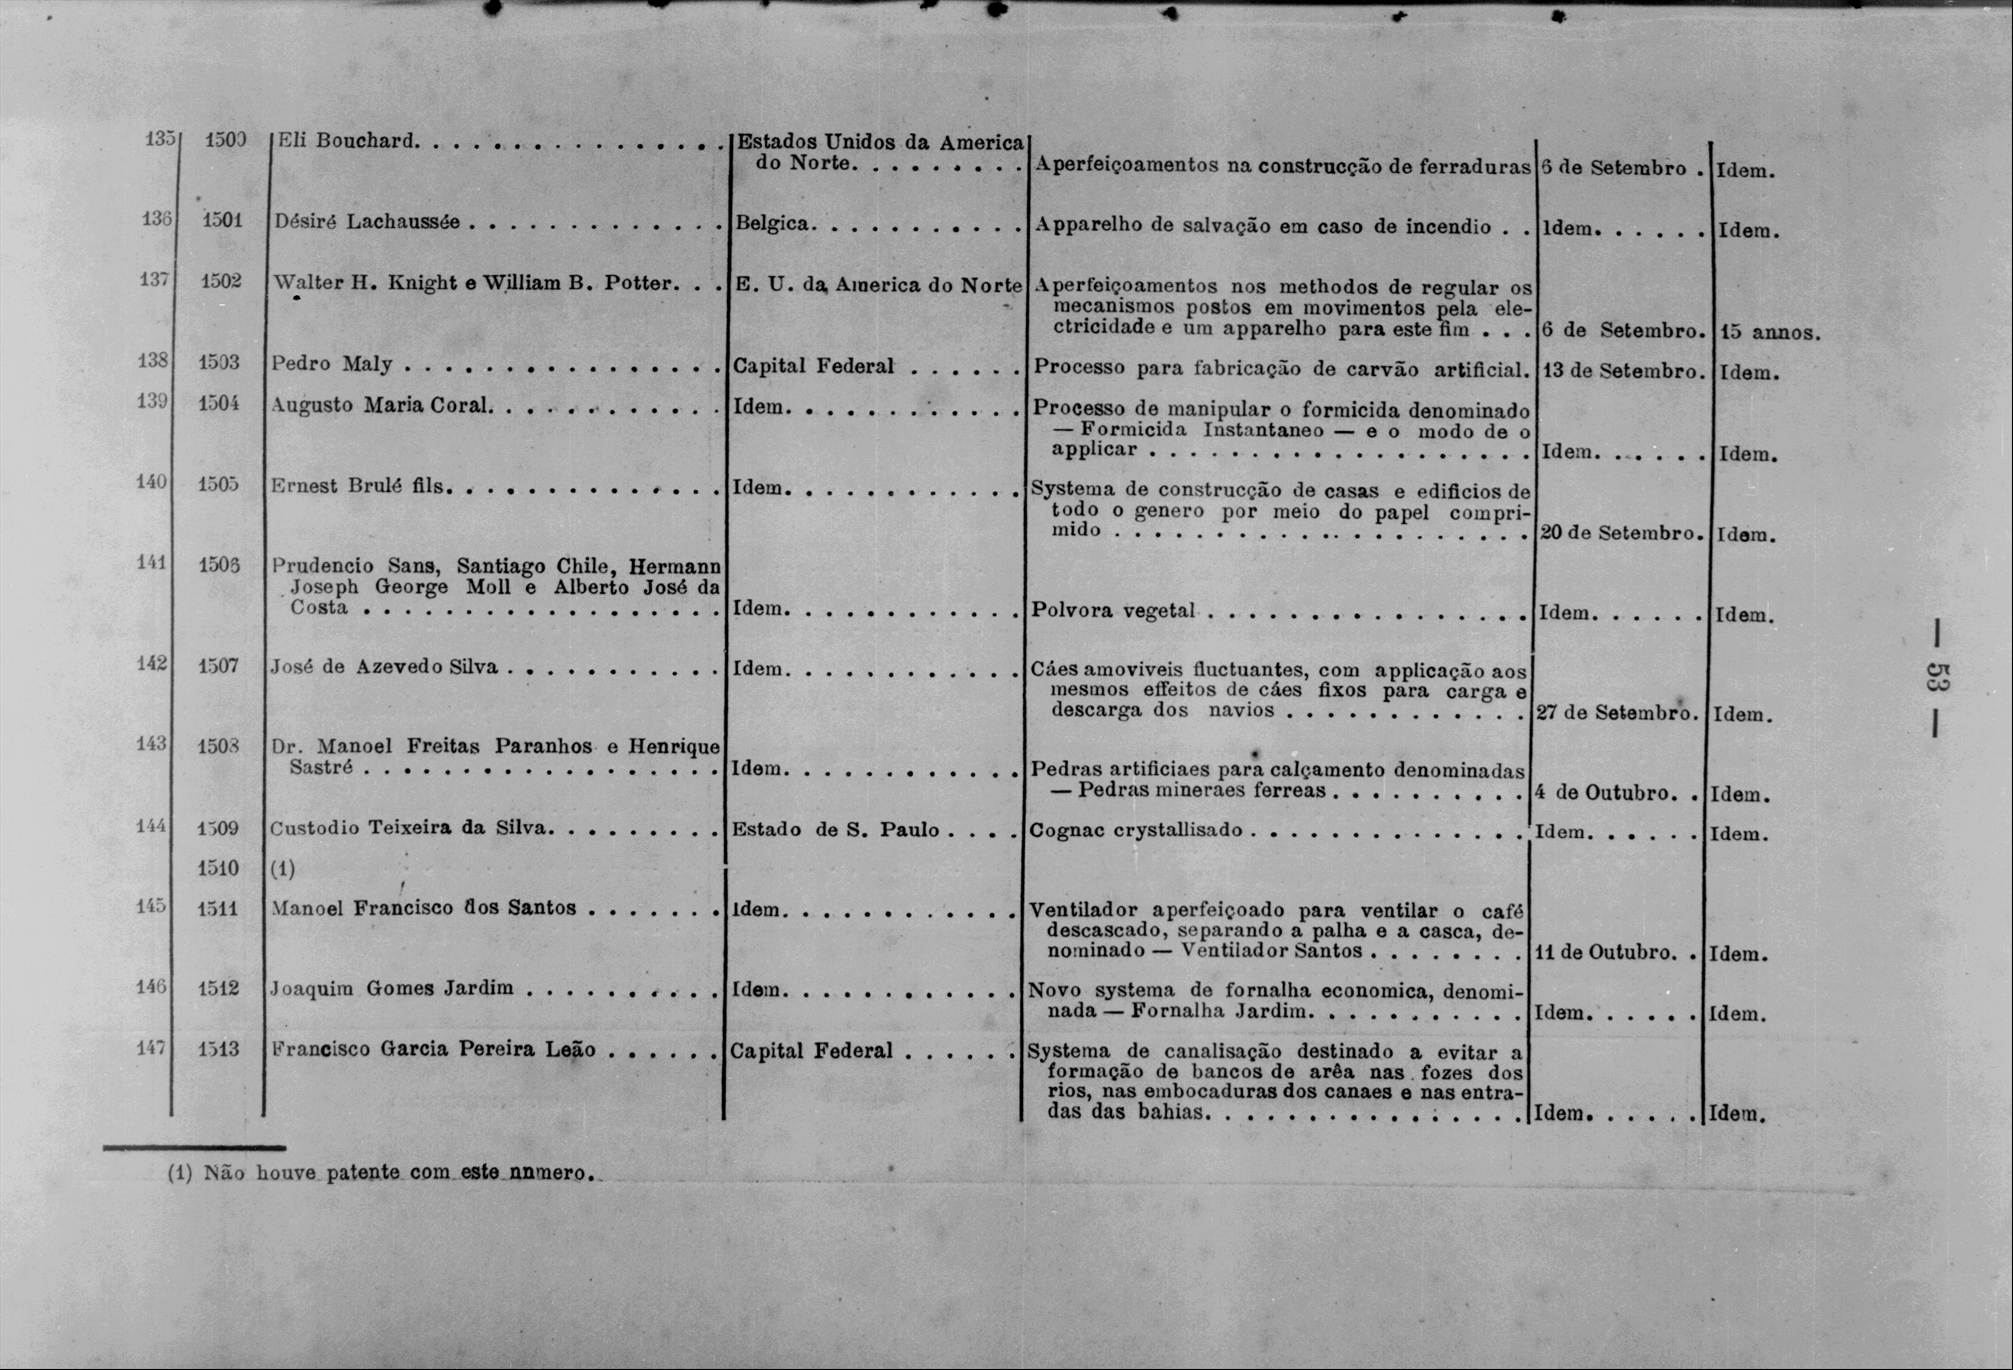 135 1500 Eli Bouchard. . . . . . . . . . . . . . . . Estados Unidos da America
do Norte. . . . . . . . . Aperfeiçoamentos na construcção de ferraduras 6 de Setembro . Idem.
136 1501 Désiré Lachaussée . . . . . . . . . . . . . Belgica. . . . . . . . . . . Apparelho de salvação em caso de incendio . . Idem. . . . . . Idem.
137 1502 Walter H. Knight e William B. Potter. . . E. U. da America do Norte Aperfeiçoamentos nos methodos de regular os
mecanismos postos em movimentos pela ele-
ctricidade e um apparelho para este fim . . . 6 de Setembro. 15 annos.
138 1503 Pedro Maly . . . . . . . . . . . . . . . . Capital Federal . . . . . . Processo para fabricação de carvão artificial. 13 de Setembro. Idem.
139 1504 Augusto Maria Coral. . . . . . . . . . . . Idem. . . . . . . . . . . . Processo de manipular o formicida denominado
— Formicida Instantaneo — e o modo de o
applicar . . . . . . . . . . . . . . . . . . . Idem. . . . . . Idem.
140 1505 Ernest Brulé fils. . . . . . . . . . . . . . Idem. . . . . . . . . . . . Systema de construcção de casas e edificios de
todo o genero por meio do papel compri-
mido . . . . . . . . . . . . . . . . . . . . . 20 de Setembro. Idem.
141 1506 Prudencio Sans, Santiago Chile, Hermann
Joseph George Moll e Alberto José da
Costa . . . . . . . . . . . . . . . . . . Idem. . . . . . . . . . . . Polvora vegetal . . . . . . . . . . . . . . . . Idem. . . . . . Idem.
142 1507 José de Azevedo Silva . . . . . . . . . . . Idem. . . . . . . . . . . . Cáes amoviveis fluctuantes, com applicação aos
mesmos effeitos de cáes fixos para carga e
descarga dos navios . . . . . . . . . . . . 27 de Setembro. Idem.
143 1508 Dr. Manoel Freitas Paranhos e Henrique
Sastré . . . . . . . . . . . . . . . . . . Idem. . . . . . . . . . . . Pedras artificiaes para calçamento denominadas
— Pedras mineraes ferreas . . . . . . . . . . 4 de Outubro. . Idem.
144 1509 Custodio Teixeira da Silva. . . . . . . . . Estado de S. Paulo . . . . Cognac crystallisado . . . . . . . . . . . . . . Idem. . . . . . Idem.
1510 (1)
145 1511 Manoel Francisco dos Santos . . . . . . . Idem. . . . . . . . . . . . Ventilador aperfeiçoado para ventilar o café
descascado, separando a palha e a casca, de-
nominado — Ventilador Santos . . . . . . . . 11 de Outubro. . Idem.
146 1512 Joaquim Gomes Jardim . . . . . . . . . . Idem. . . . . . . . . . . . Novo systema de fornalha economica, denomi-
nada — Fornalha Jardim. . . . . . . . . . . Idem. . . . . . Idem.
147 1513 Francisco Garcia Pereira Leão . . . . . . Capital Federal . . . . . . Systema de canalisação destinado a evitar a
formação de bancos de arêa nas fozes dos
rios, nas embocaduras dos canaes e nas entra-
das das bahias. . . . . . . . . . . . . . . . Idem. . . . . . Idem.
(1) Não houve patente com este nnmero.
— 53 —